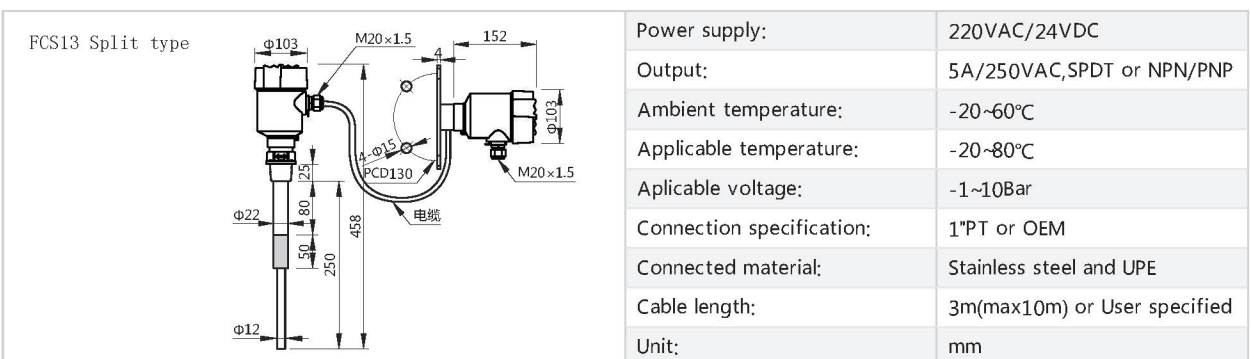 FCS13 Split type
Φ103
M20×1.5
4
152
Φ103
4-Φ15
PCD130
M20×1.5
25
80
Φ22
电缆
458
50
250
Φ12
Power supply: 220VAC/24VDC
Output: 5A/250VAC,SPDT or NPN/PNP
Ambient temperature: -20~60℃
Applicable temperature: -20~80℃
Aplicable voltage: -1~10Bar
Connection specification: 1"PT or OEM
Connected material: Stainless steel and UPE
Cable length: 3m(max10m) or User specified
Unit: mm